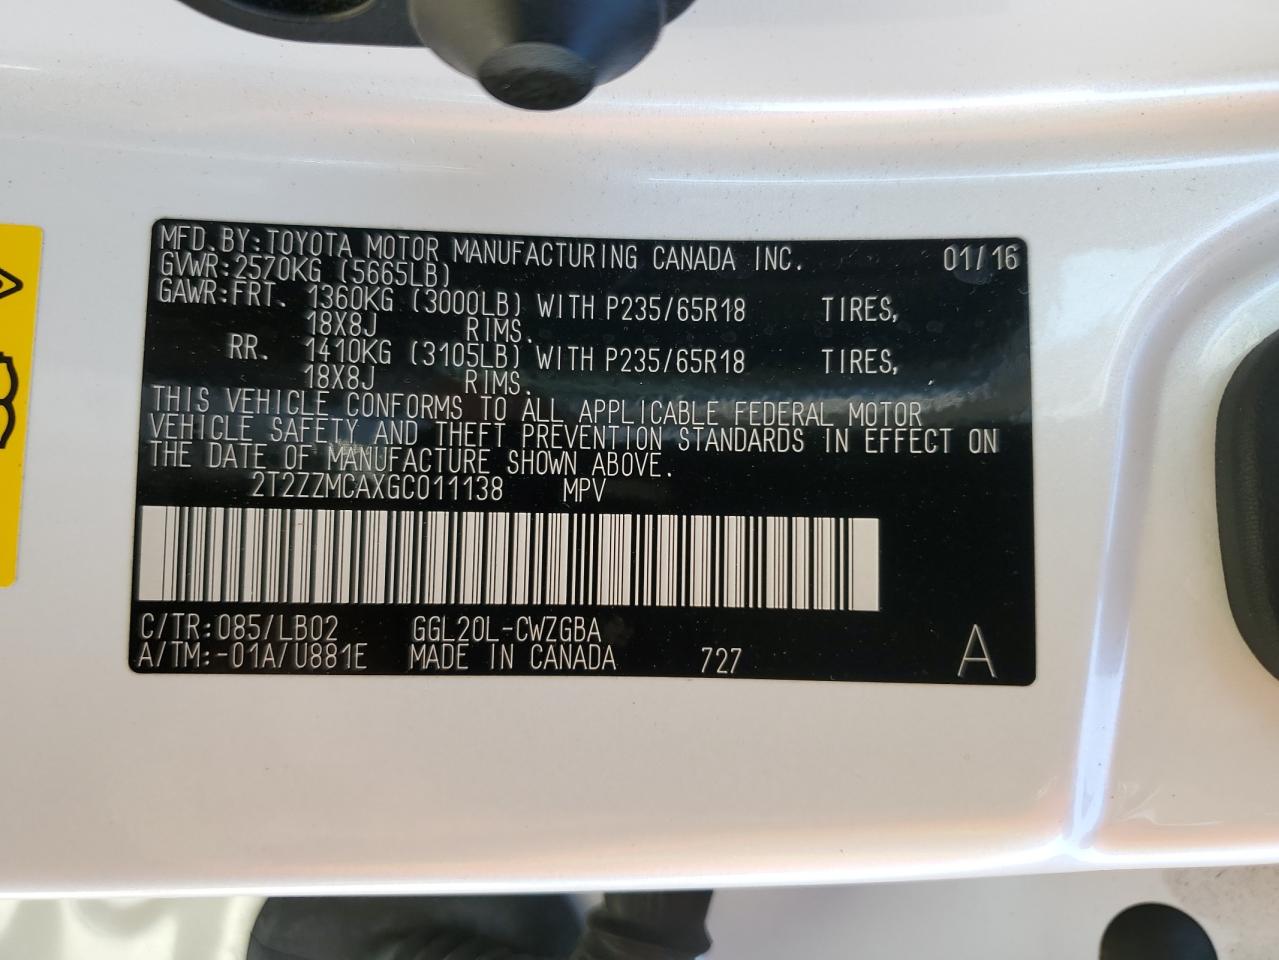 MFD.BY:TOYOTA MOTOR MANUFACTURING CANADA INC. 01/16
GVWR:2570KG (5665LB)
GAWR:FRT. 1360KG (3000LB) WITH P235/65R18 TIRES,
18X8J RIMS.
RR. 1410KG (3105LB) WITH P235/65R18 TIRES,
18X8J RIMS.
THIS VEHICLE CONFORMS TO ALL APPLICABLE FEDERAL MOTOR
VEHICLE SAFETY AND THEFT PREVENTION STANDARDS IN EFFECT ON
THE DATE OF MANUFACTURE SHOWN ABOVE.
2T2ZZMCAXGC011138 MPV
C/TR:085/LB02 GGL20L-CWZGBA
A/TM:-01A/U881E MADE IN CANADA 727 A